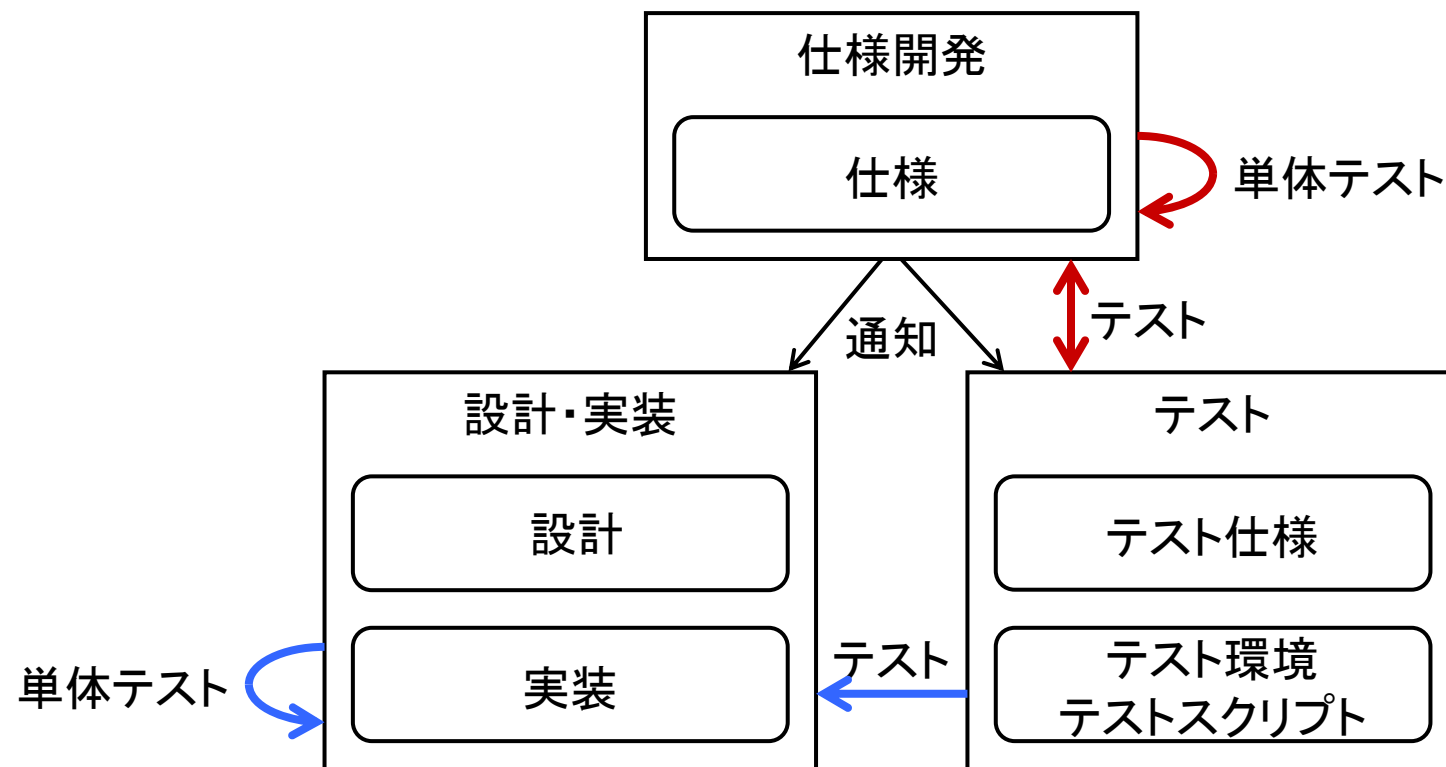 仕様開発
仕様
単体テスト
通知
テスト
設計・実装
テスト
設計
テスト仕様
単体テスト
実装
テスト
テスト環境
テストスクリプト